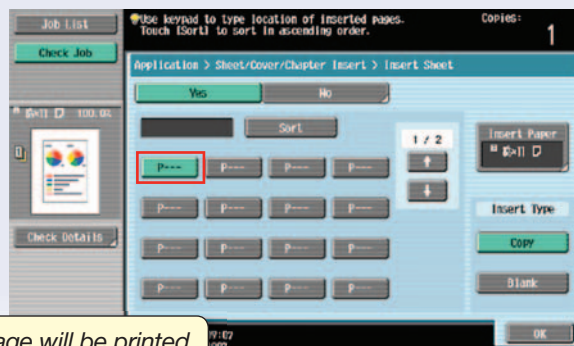 Job List
Use keypad to type location of inserted pages.
Touch [Sort] to sort in ascending order.
Copies:
1
Check Job
Application > Sheet/Cover/Chapter Insert > Insert Sheet
Yes
No
100.0%
Sort
1 / 2
Insert Paper
P--- P--- P--- P---
P--- P--- P--- P---
Insert Type
Check Details
P--- P--- P--- P---
Copy
P--- P--- P--- P---
Blank
age will be printed
OK